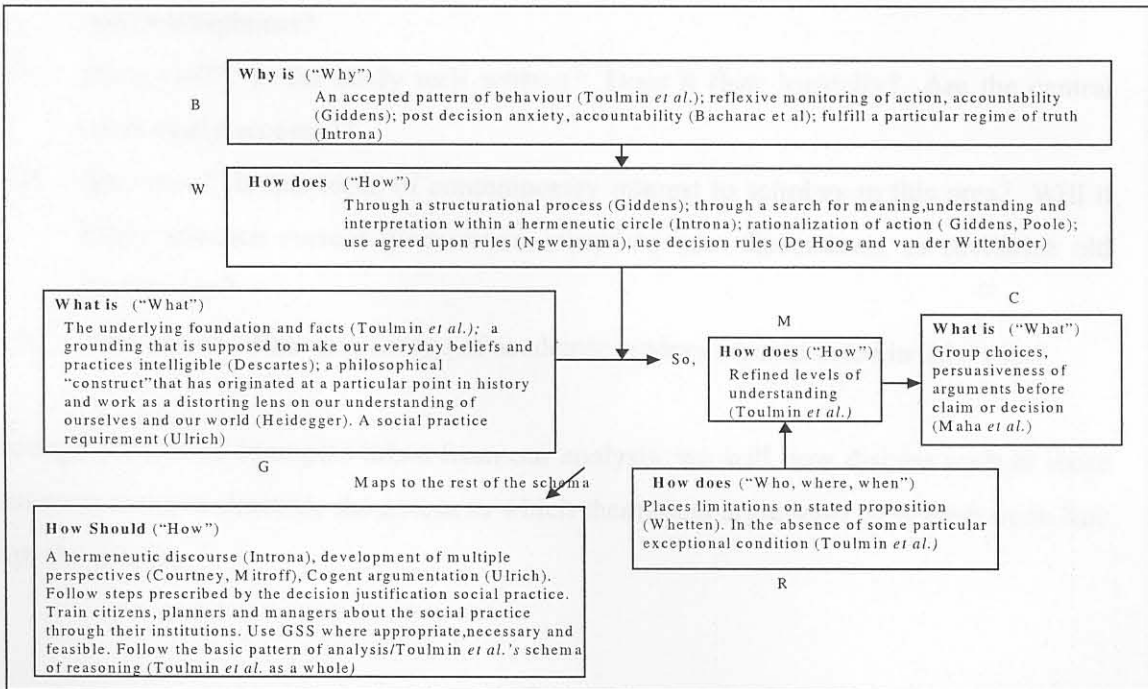 Why is (“Why”)
B
An accepted pattern of behaviour (Toulmin et al.); reflexive monitoring of action, accountability
(Giddens); post decision anxiety, accountability (Bacharac et al); fulfill a particular regime of truth
(Introna)
How does (“How”)
W
Through a structurational process (Giddens); through a search for meaning,understanding and
interpretation within a hermeneutic circle (Introna); rationalization of action ( Giddens, Poole);
use agreed upon rules (Ngwenyama), use decision rules (De Hoog and van der Wittenboer)
What is (“What”)
The underlying foundation and facts (Toulmin et al.); a
grounding that is supposed to make our everyday beliefs and
practices intelligible (Descartes); a philosophical
“construct”that has originated at a particular point in history
and work as a distorting lens on our understanding of
ourselves and our world (Heidegger). A social practice
requirement (Ulrich)
G
So,
M
How does (“How”)
Refined levels of
understanding
(Toulmin et al.)
C
What is (“What”)
Group choices,
persuasiveness of
arguments before
claim or decision
(Maha et al.)
Maps to the rest of the schema
How does (“Who, where, when”)
Places limitations on stated proposition
(Whetten). In the absence of some particular
exceptional condition (Toulmin et al.)
R
How Should (“How”)
A hermeneutic discourse (Introna), development of multiple
perspectives (Courtney, Mitroff), Cogent argumentation (Ulrich).
Follow steps prescribed by the decision justification social practice.
Train citizens, planners and managers about the social practice
through their institutions. Use GSS where appropriate,necessary and
feasible. Follow the basic pattern of analysis/Toulmin et al.’s schema
of reasoning (Toulmin et al. as a whole)